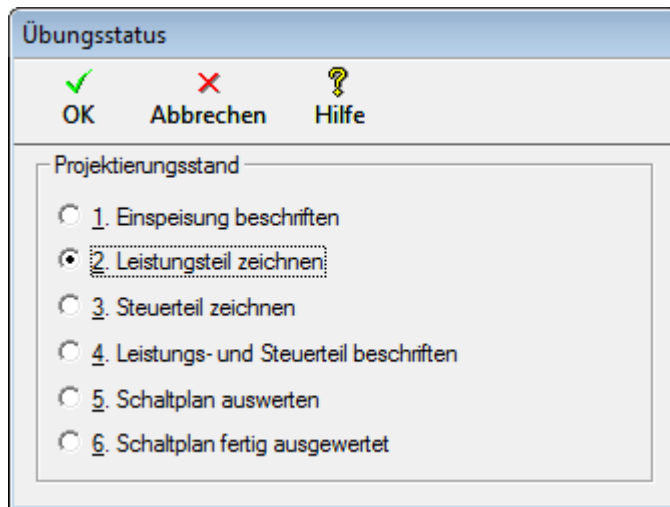 Übungsstatus
OK Abbrechen Hilfe
Projektierungsstand
1. Einspeisung beschriften
2. Leistungsteil zeichnen
3. Steuerteil zeichnen
4. Leistungs- und Steuerteil beschriften
5. Schaltplan auswerten
6. Schaltplan fertig ausgewertet